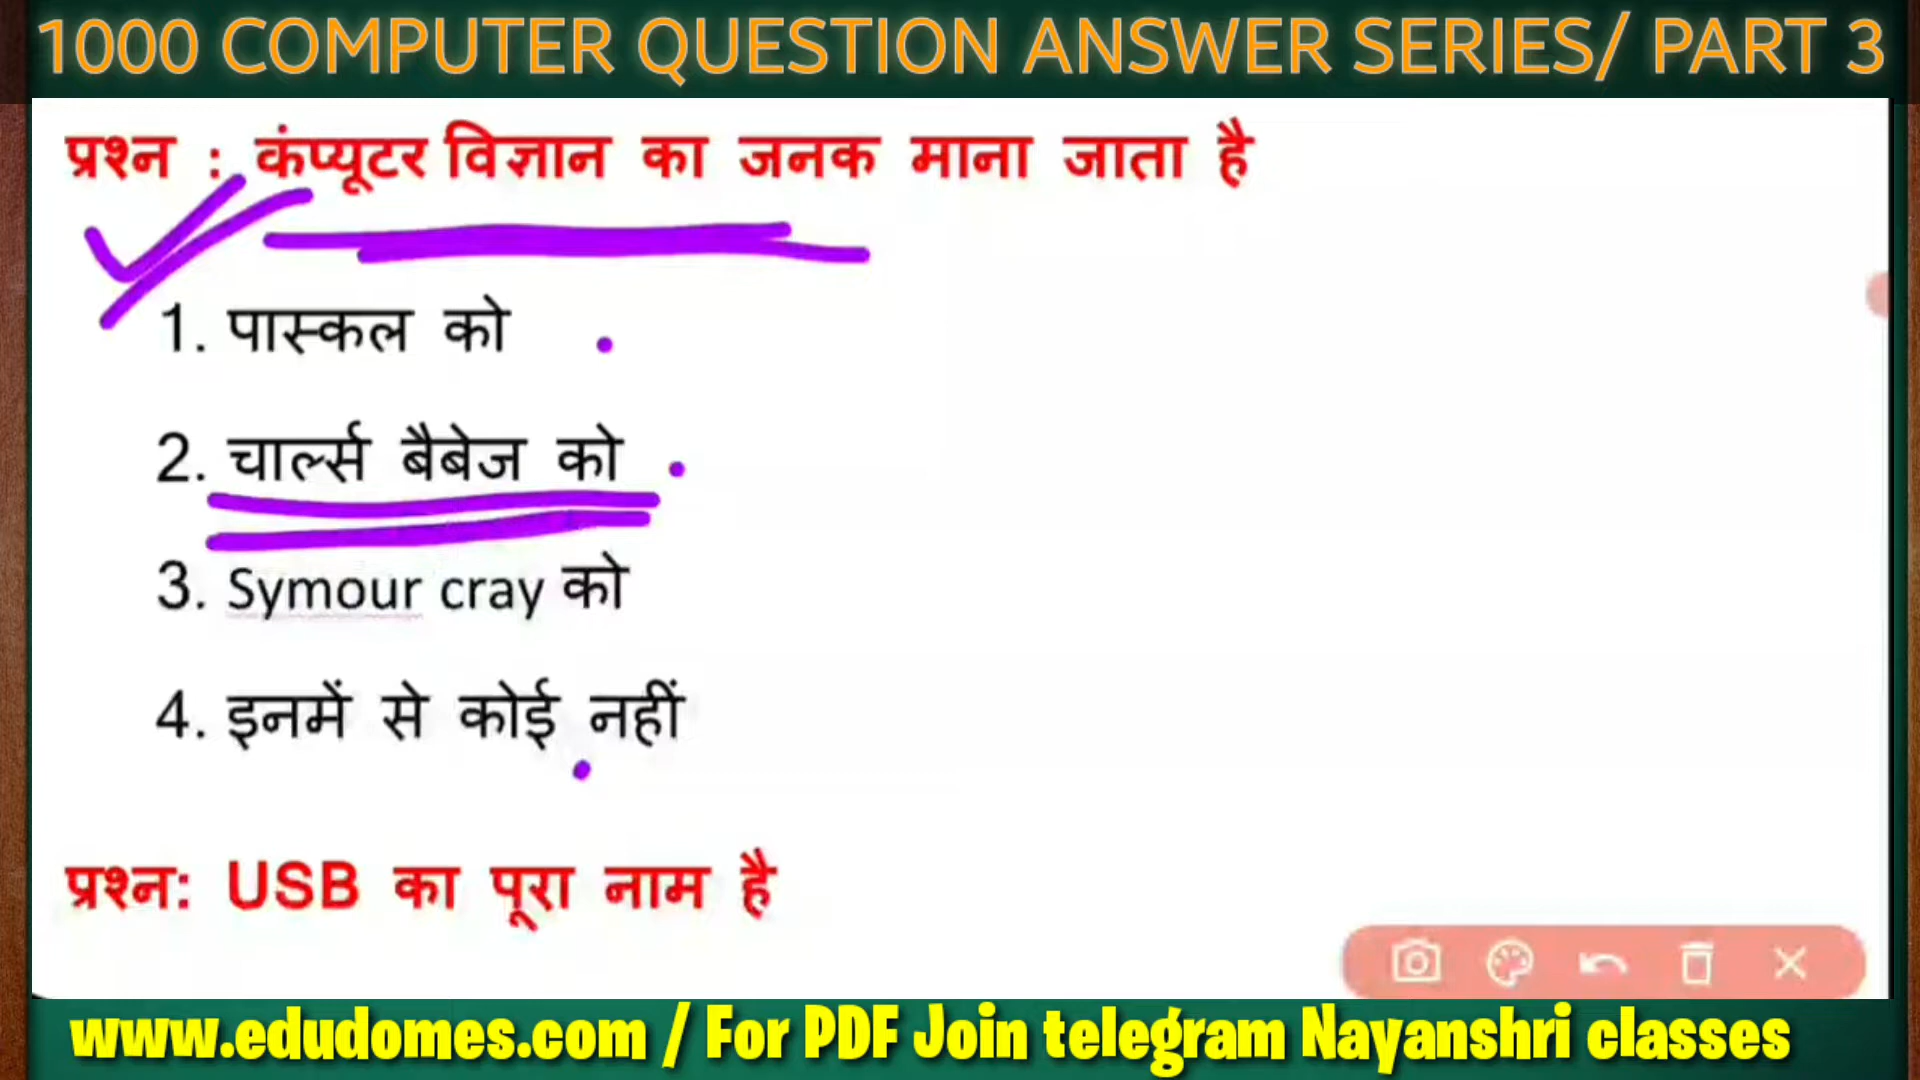 1000 COMPUTER QUESTION ANSWER SERIES/ PART 3
प्रश्न : कंप्यूटर विज्ञान का जनक माना जाता है
1. पास्कल को
2. चार्ल्स बैबेज को
3. Symour cray को
4. इनमें से कोई नहीं
प्रश्न: USB का पूरा नाम है
www.edudomes.com / For PDF Join telegram Nayanshri classes